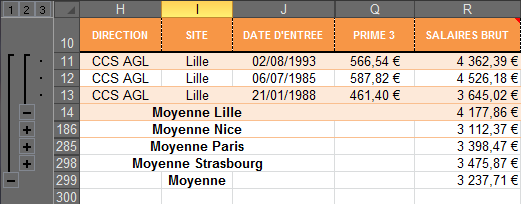 1 2 3 H I J Q R
10 DIRECTION SITE DATE D'ENTREE PRIME 3 SALAIRES BRUT
11 CCS AGL Lille 02/08/1993 566,54 € 4 362,39 €
12 CCS AGL Lille 06/07/1985 587,82 € 4 526,18 €
13 CCS AGL Lille 21/01/1988 461,40 € 3 645,02 €
14 Moyenne Lille 4 177,86 €
186 Moyenne Nice 3 112,37 €
285 Moyenne Paris 3 398,47 €
298 Moyenne Strasbourg 3 475,87 €
299 Moyenne 3 237,71 €
300